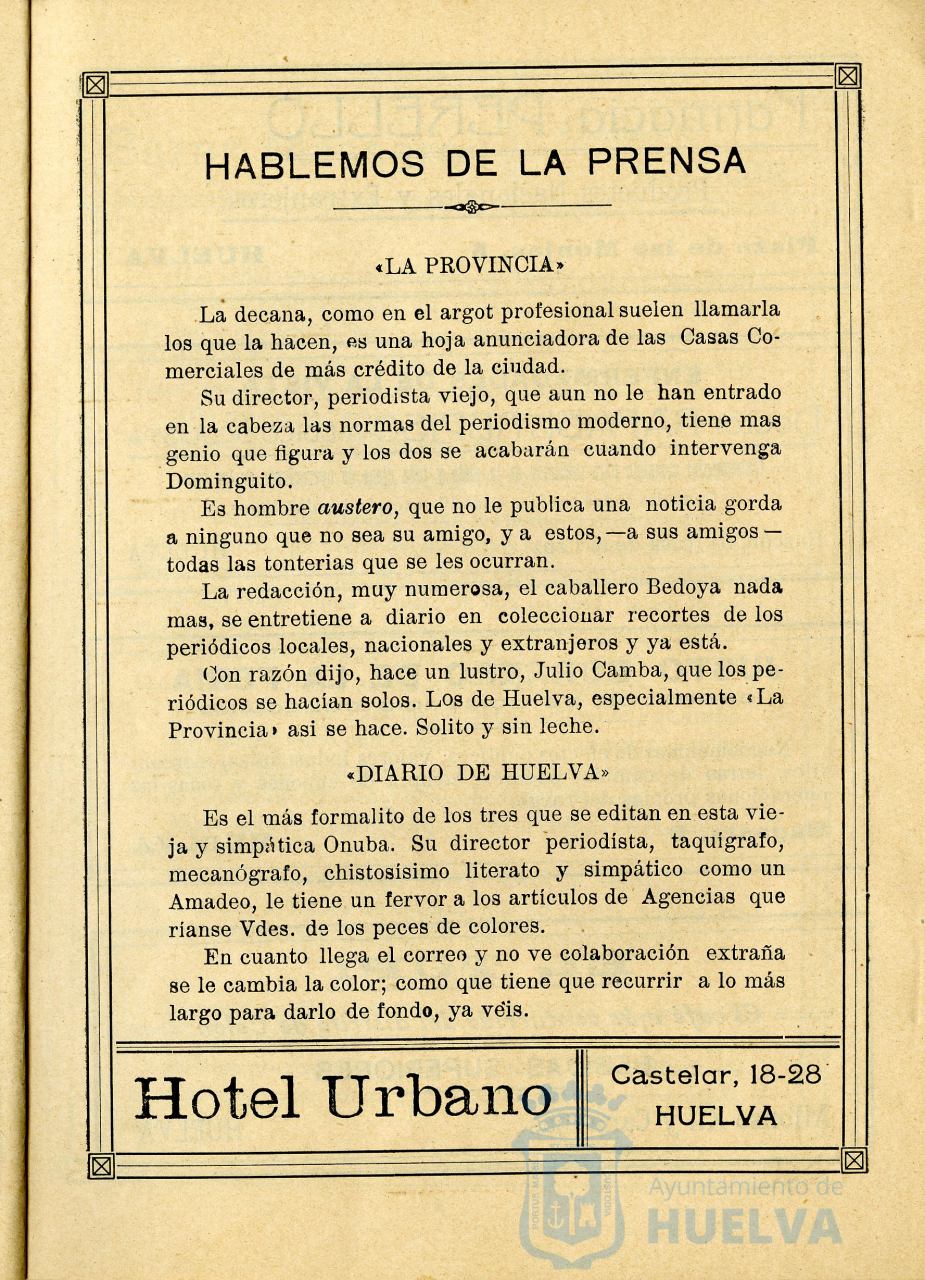 HABLEMOS DE LA PRENSA
«LA PROVINCIA»
La decana, como en el argot profesional suelen llamarla
los que la hacen, es una hoja anunciadora de las Casas Co-
merciales de más crédito de la ciudad.
Su director, periodista viejo, que aun no le han entrado
en la cabeza las normas del periodismo moderno, tiene mas
genio que figura y los dos se acabarán cuando intervenga
Dominguito.
Es hombre austero, que no le publica una noticia gorda
a ninguno que no sea su amigo, y a estos,—a sus amigos—
todas las tonterias que se les ocurran.
La redacción, muy numerosa, el caballero Bedoya nada
mas, se entretiene a diario en coleccionar recortes de los
periódicos locales, nacionales y extranjeros y ya está.
Con razón dijo, hace un lustro, Julio Camba, que los pe-
riódicos se hacían solos. Los de Huelva, especialmente «La
Provincia» asi se hace. Solito y sin leche.
«DIARIO DE HUELVA»
Es el más formalito de los tres que se editan en esta vie-
ja y simpática Onuba. Su director periodísta, taquígrafo,
mecanógrafo, chistosísimo literato y simpático como un
Amadeo, le tiene un fervor a los artículos de Agencias que
ríanse Vdes. de los peces de colores.
En cuanto llega el correo y no ve colaboración extraña
se le cambia la color; como que tiene que recurrir a lo más
largo para darlo de fondo, ya véis.
Hotel Urbano
Castelar, 18-28
HUELVA
Ayuntamiento de
HUELVA